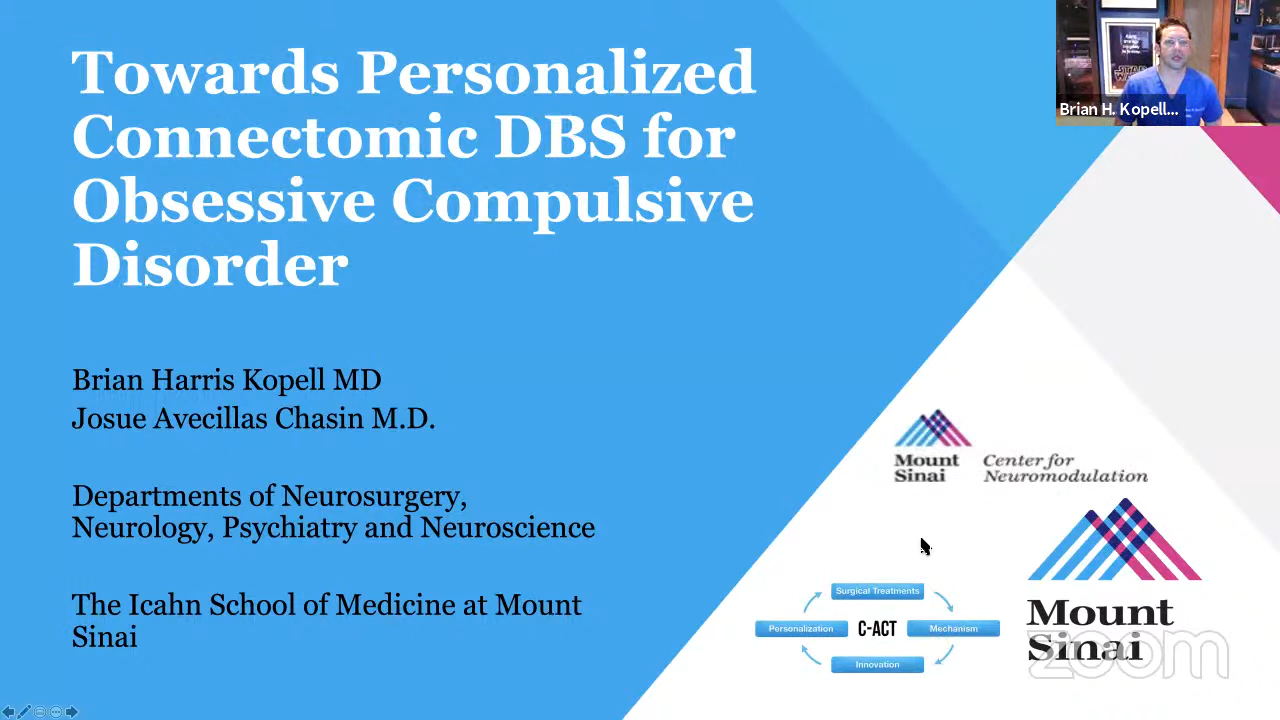 Towards Personalized
Connectomic DBS for
Obsessive Compulsive
Disorder
Brian H. Kopell...
Brian Harris Kopell MD
Josue Avecillas Chasin M.D.
Departments of Neurosurgery,
Neurology, Psychiatry and Neuroscience
The Icahn School of Medicine at Mount
Sinai
Mount
Sinai
Center for
Neuromodulation
Surgical Treatments
Personalization
C-ACT
Mechanism
Innovation
Mount
Sinai
zoom